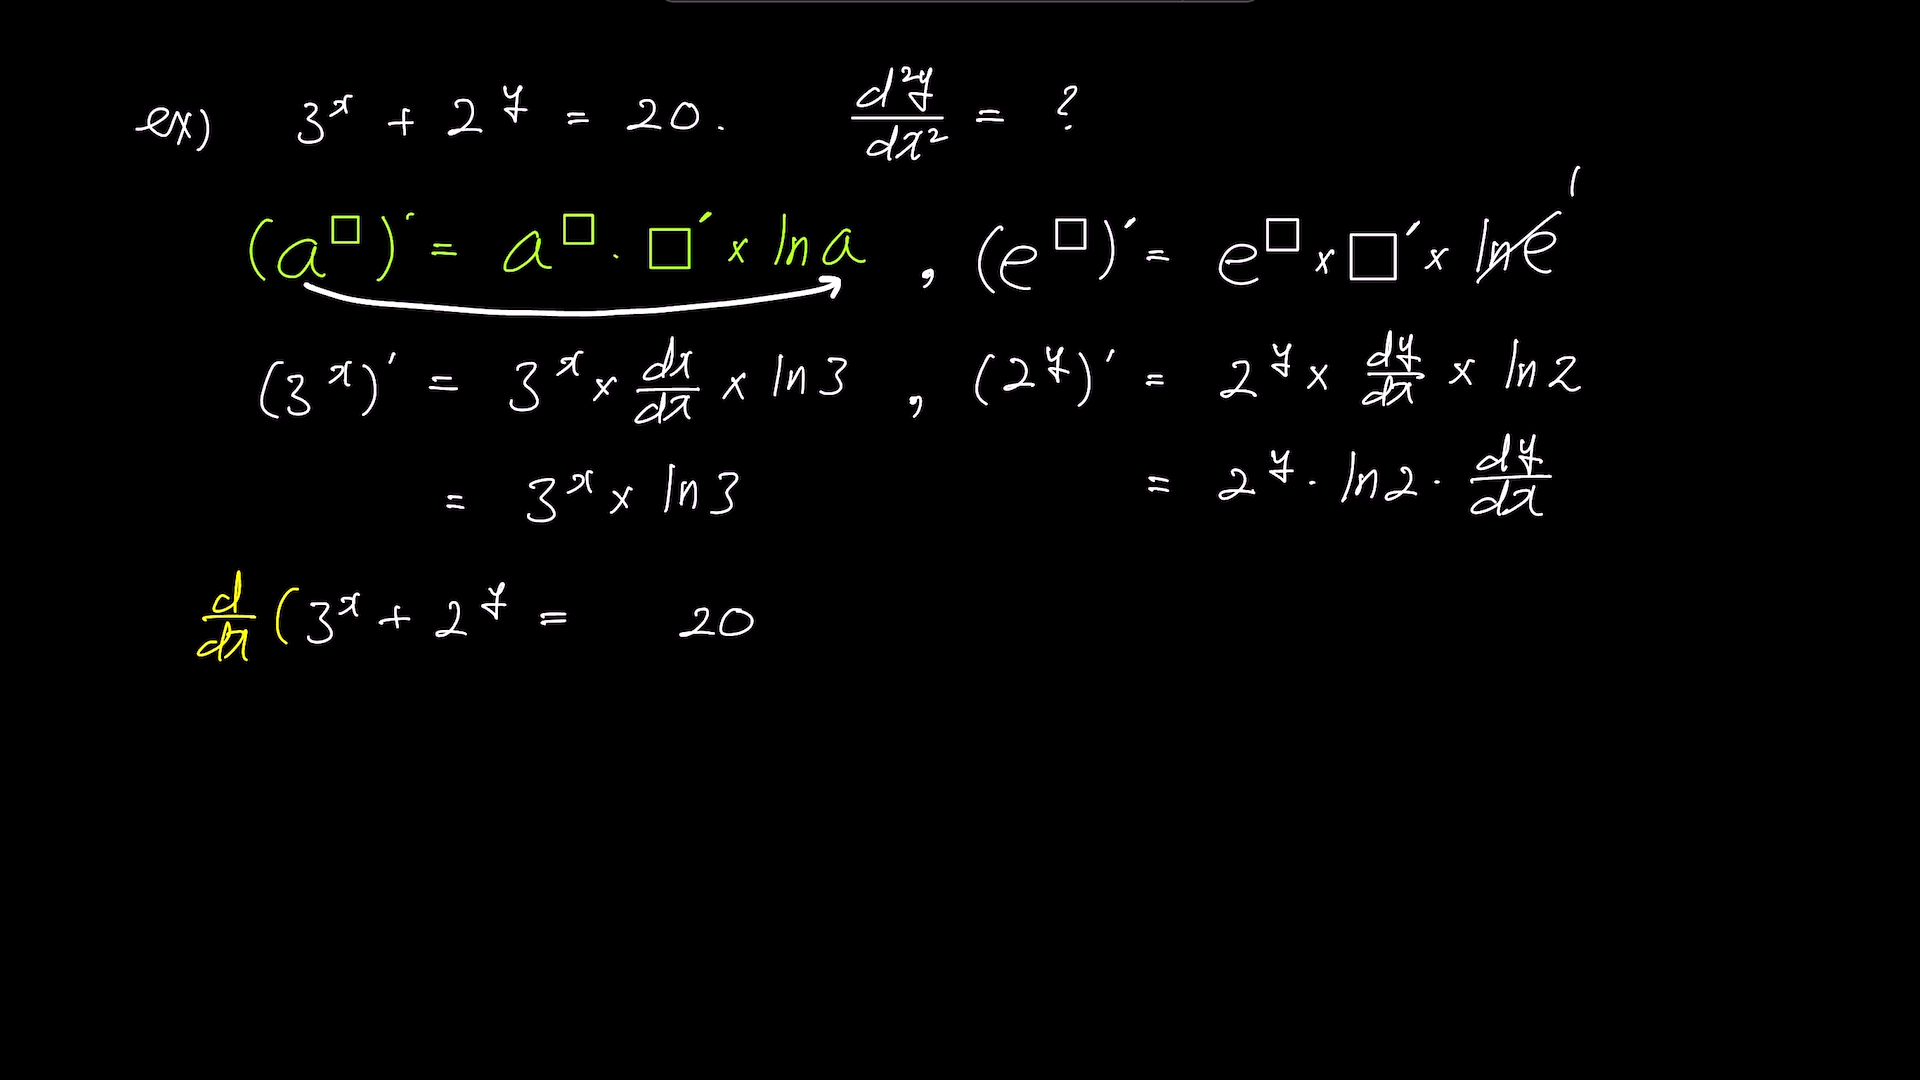 ex) 3^x + 2^y = 20. d²y/dx² = ?
(a^□)′ = a^□ · □′ × ln a , (e^□)′ = e^□ × □′ × ln e 1
(3^x)′ = 3^x × dx/dx × ln 3 , (2^y)′ = 2^y × dy/dx × ln 2
= 3^x × ln 3 = 2^y · ln 2 · dy/dx
d/dx (3^x + 2^y = 20